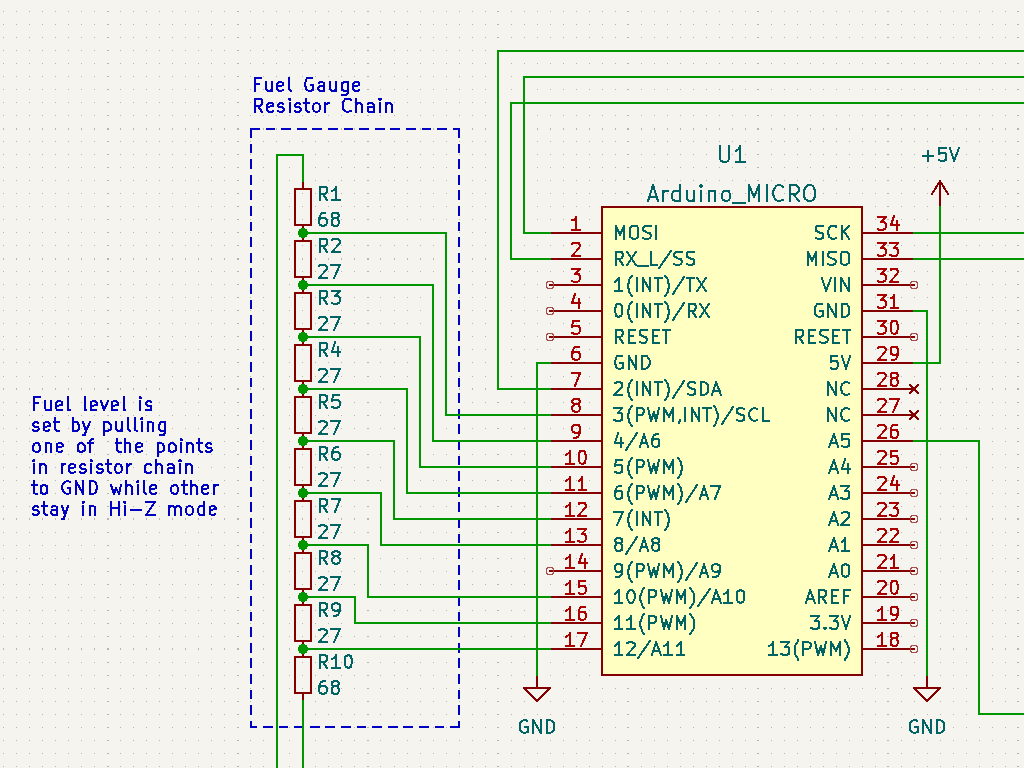 Fuel Gauge
Resistor Chain
R1
68
R2
27
R3
27
R4
27
R5
27
R6
27
R7
27
R8
27
R9
27
R10
68
Fuel level is
set by pulling
one of the points
in resistor chain
to GND while other
stay in Hi-Z mode
U1
Arduino_MICRO
+5V
1 MOSI SCK 34
2 RX_L/SS MISO 33
3 1(INT)/TX VIN 32
4 0(INT)/RX GND 31
5 RESET RESET 30
6 GND 5V 29
7 2(INT)/SDA NC 28
8 3(PWM,INT)/SCL NC 27
9 4/A6 A5 26
10 5(PWM) A4 25
11 6(PWM)/A7 A3 24
12 7(INT) A2 23
13 8/A8 A1 22
14 9(PWM)/A9 A0 21
15 10(PWM)/A10 AREF 20
16 11(PWM) 3.3V 19
17 12/A11 13(PWM) 18
GND
GND